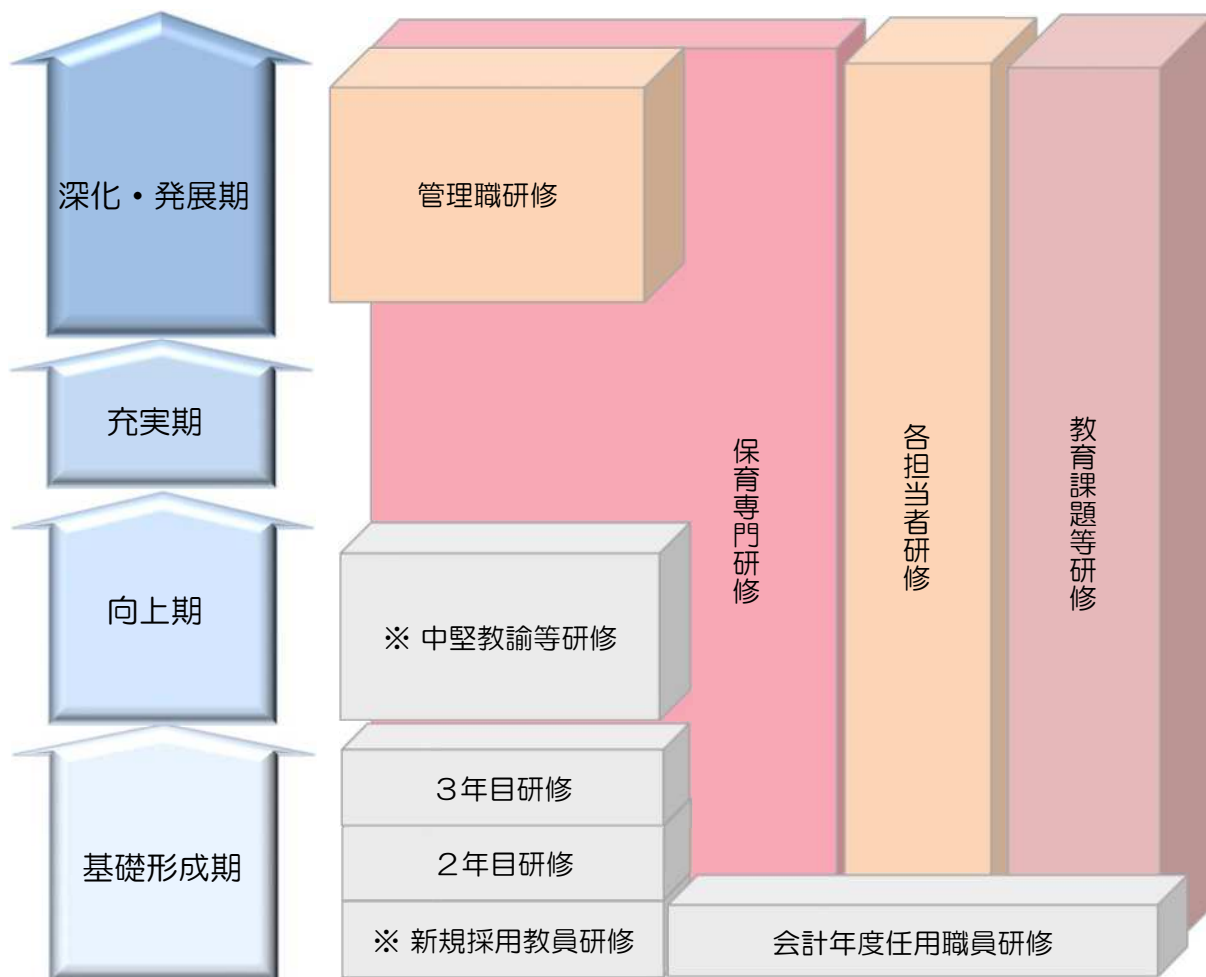 深化・発展期
管理職研修
充実期
保育専門研修
各担当者研修
教育課題等研修
向上期
※ 中堅教諭等研修
基礎形成期
３年目研修
２年目研修
※ 新規採用教員研修
会計年度任用職員研修